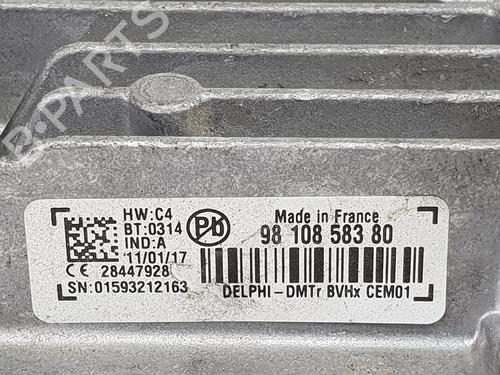 B-PARTS
HW:C4
BT:0314
IND:A
11/01/17
CE 28447928
SN:01593212163
Pb
Made in France
98 108 583 80
DELPHI-DMTr BVHx CEM01